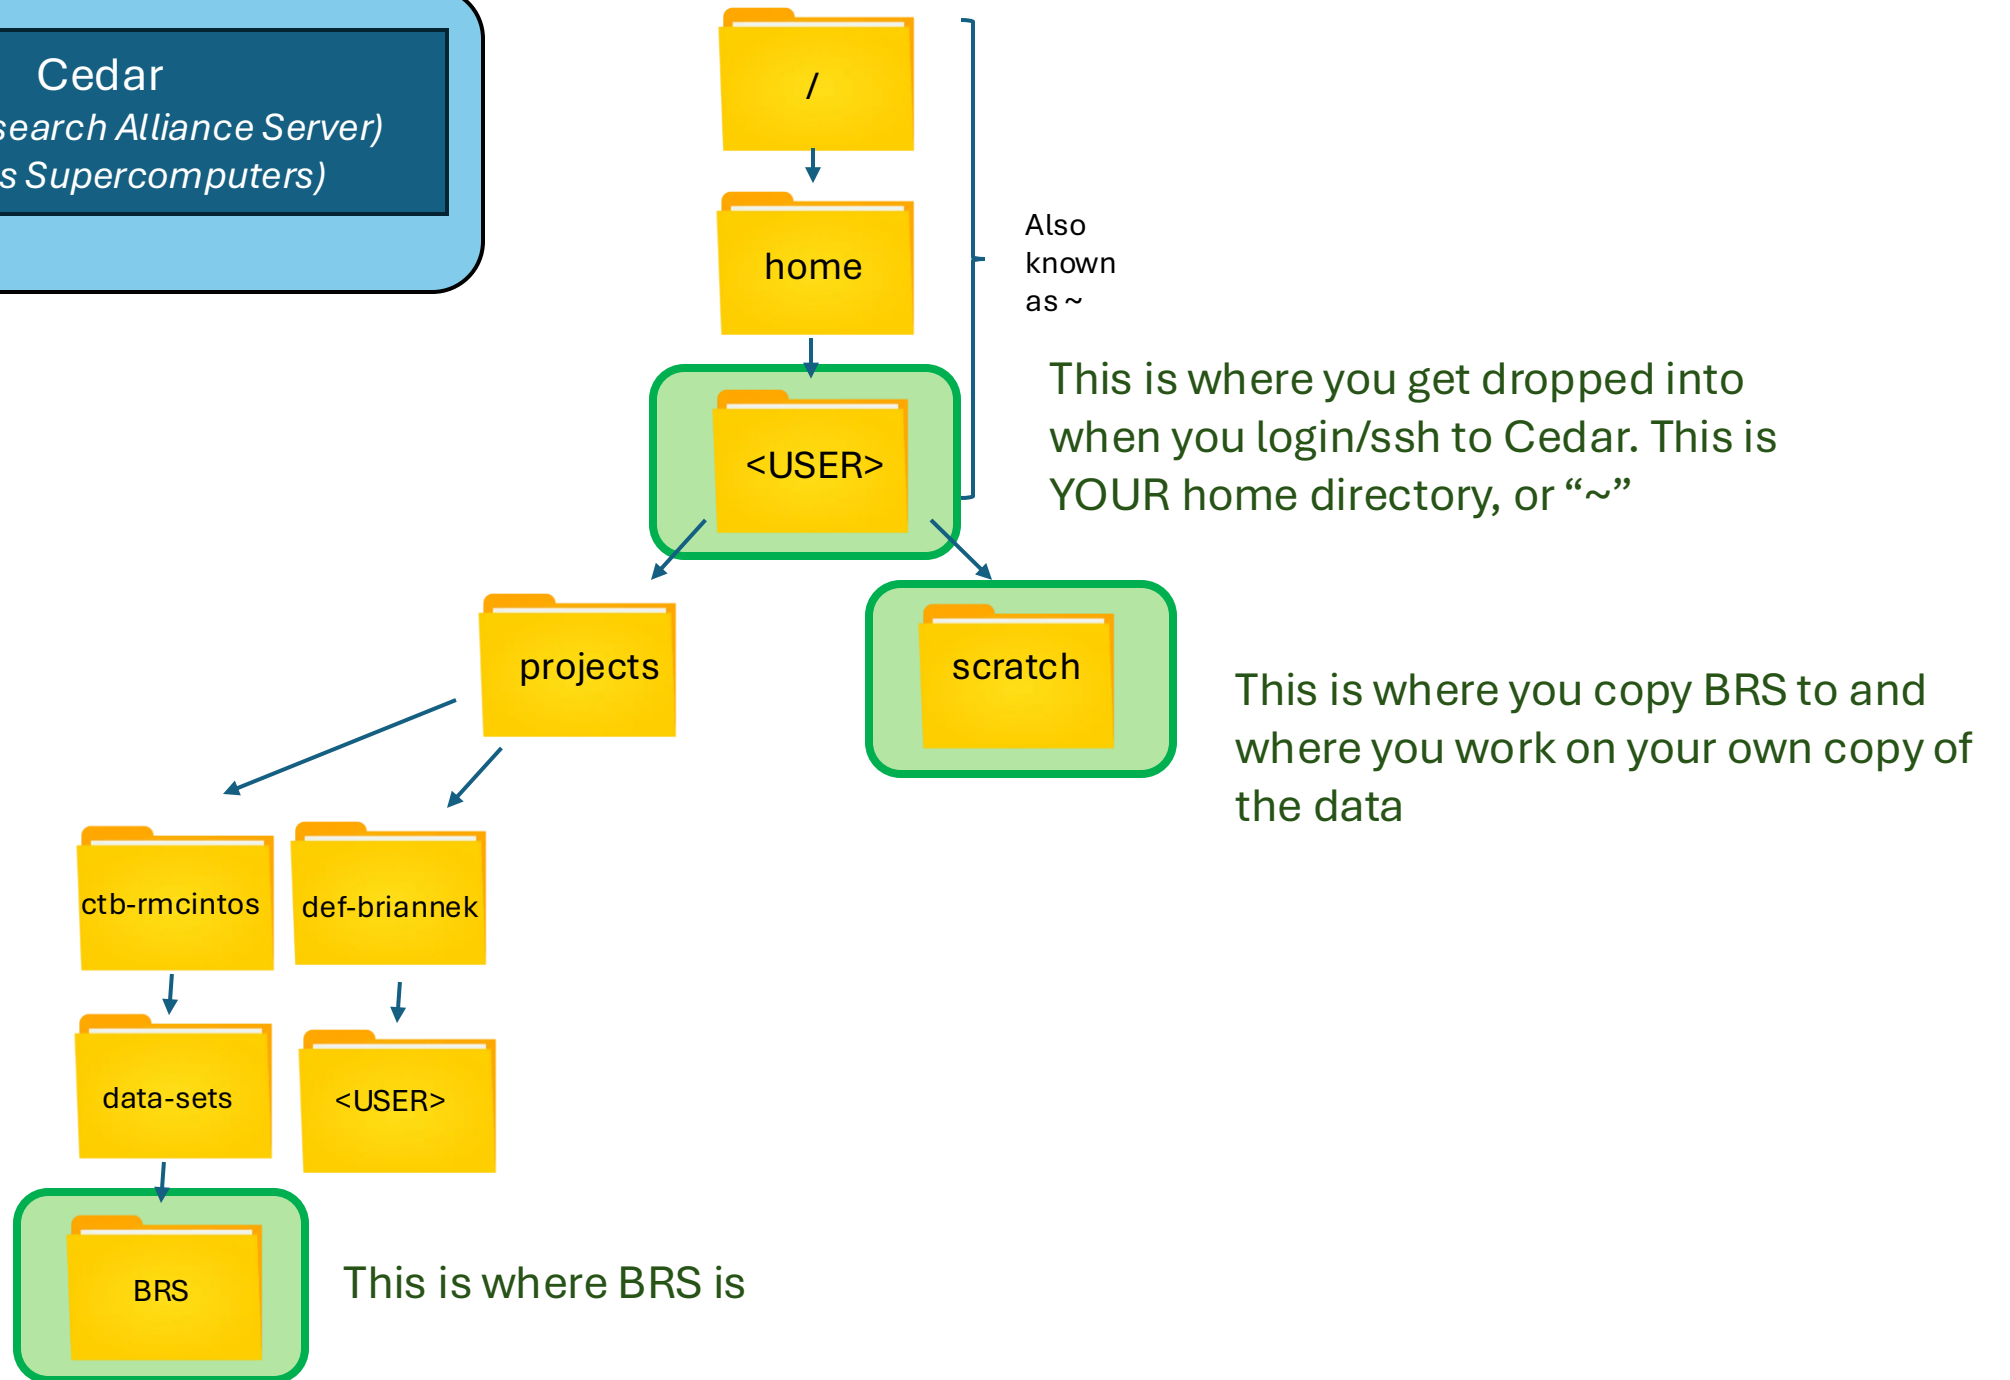 Cedar
search Alliance Server)
s Supercomputers)
/
home
Also
known
as ~
<USER>
This is where you get dropped into
when you login/ssh to Cedar. This is
YOUR home directory, or “~”
projects
scratch
This is where you copy BRS to and
where you work on your own copy of
the data
ctb-rmcintos
def-briannek
data-sets
<USER>
BRS
This is where BRS is